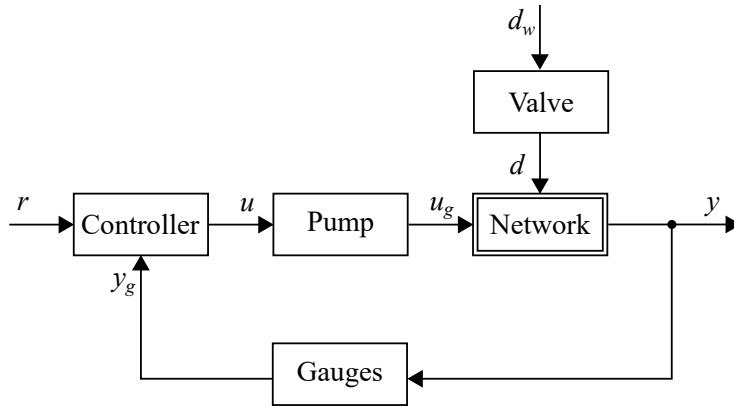 d_w
Valve
d
r
Controller
u
Pump
u_g
Network
y
y_g
Gauges